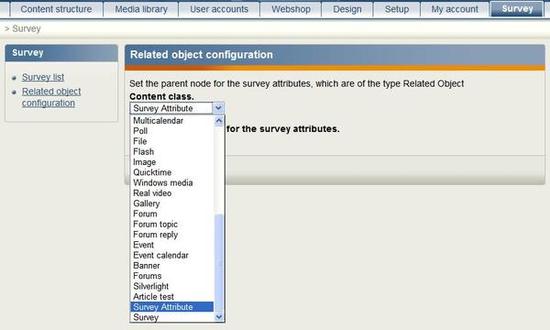 Content structure
Media library
User accounts
Webshop
Design
Setup
My account
Survey
> Survey
Survey
Survey list
Related object
configuration
Related object configuration
Set the parent node for the survey attributes, which are of the type Related Object
Content class.
Survey Attribute
for the survey attributes.
Multicalendar
Poll
File
Flash
Image
Quicktime
Windows media
Real video
Gallery
Forum
Forum topic
Forum reply
Event
Event calendar
Banner
Forums
Silverlight
Article test
Survey Attribute
Survey